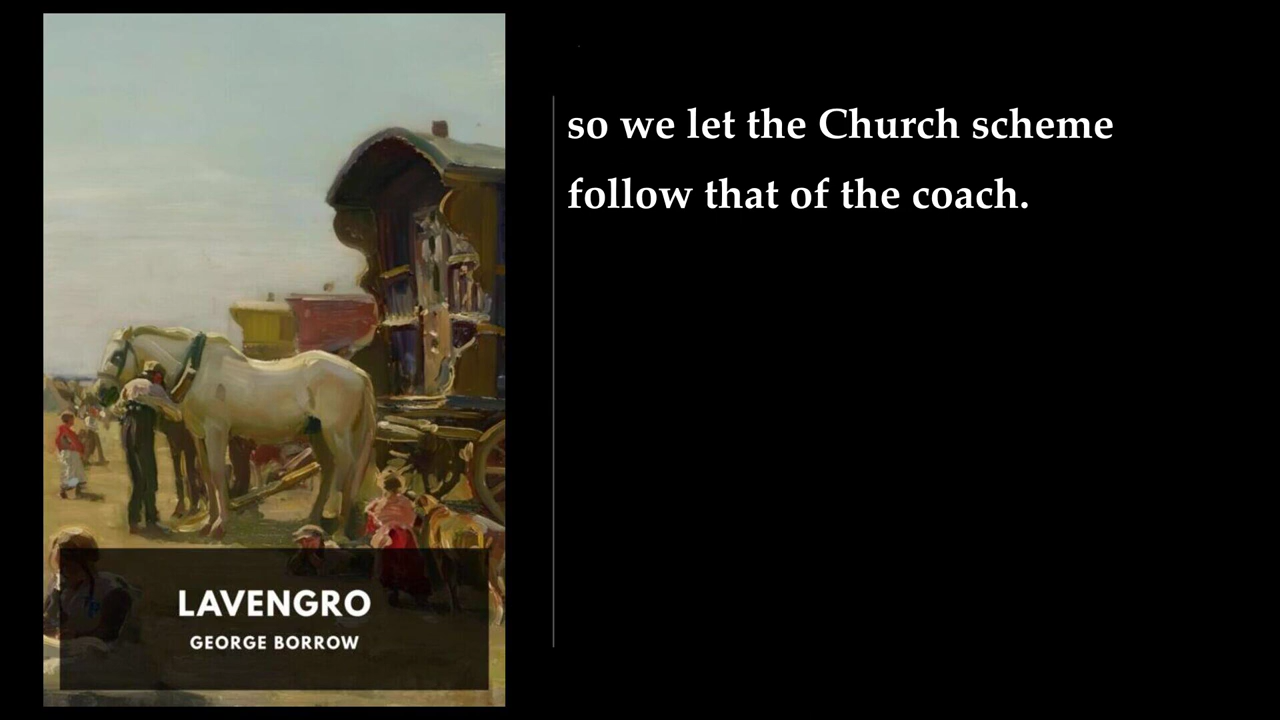 so we let the Church scheme
follow that of the coach.
LAVENGRO
GEORGE BORROW